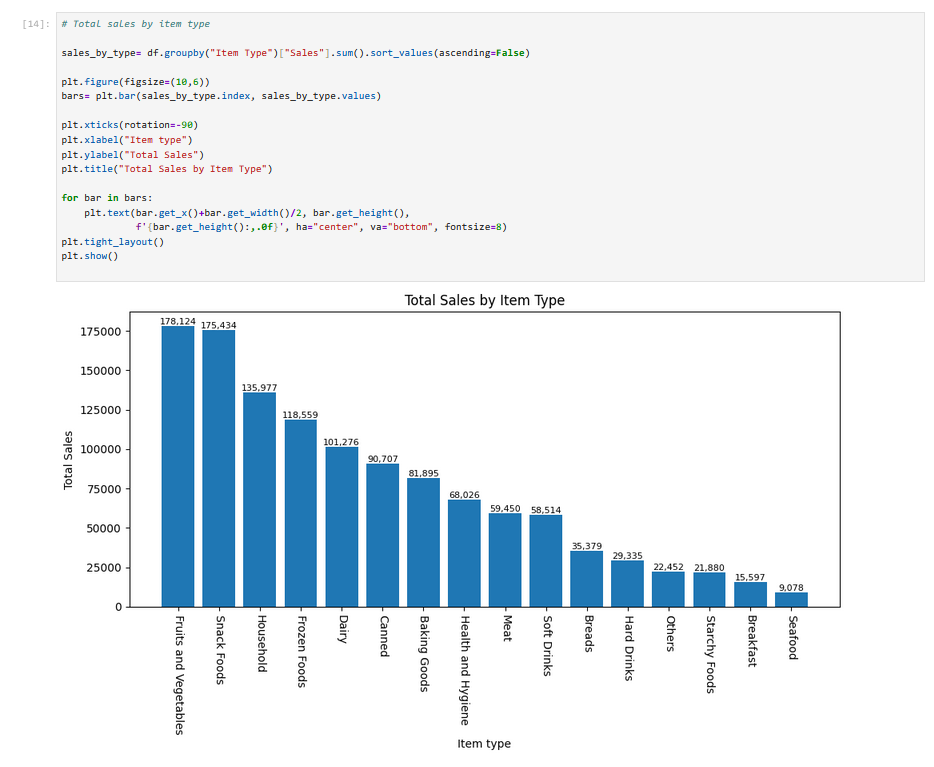 [14]:
# Total sales by item type
sales_by_type= df.groupby("Item Type")["Sales"].sum().sort_values(ascending=False)
plt.figure(figsize=(10,6))
bars= plt.bar(sales_by_type.index, sales_by_type.values)
plt.xticks(rotation=-90)
plt.xlabel("Item type")
plt.ylabel("Total Sales")
plt.title("Total Sales by Item Type")
for bar in bars:
    plt.text(bar.get_x()+bar.get_width()/2, bar.get_height(),
            f'{bar.get_height():,.0f}', ha="center", va="bottom", fontsize=8)
plt.tight_layout()
plt.show()
Total Sales by Item Type
Total Sales
175000
150000
125000
100000
75000
50000
25000
0
178,124
175,434
135,977
118,559
101,276
90,707
81,895
68,026
59,450
58,514
35,379
29,335
22,452
21,880
15,597
9,078
Fruits and Vegetables
Snack Foods
Household
Frozen Foods
Dairy
Canned
Baking Goods
Health and Hygiene
Meat
Soft Drinks
Breads
Hard Drinks
Others
Starchy Foods
Breakfast
Seafood
Item type